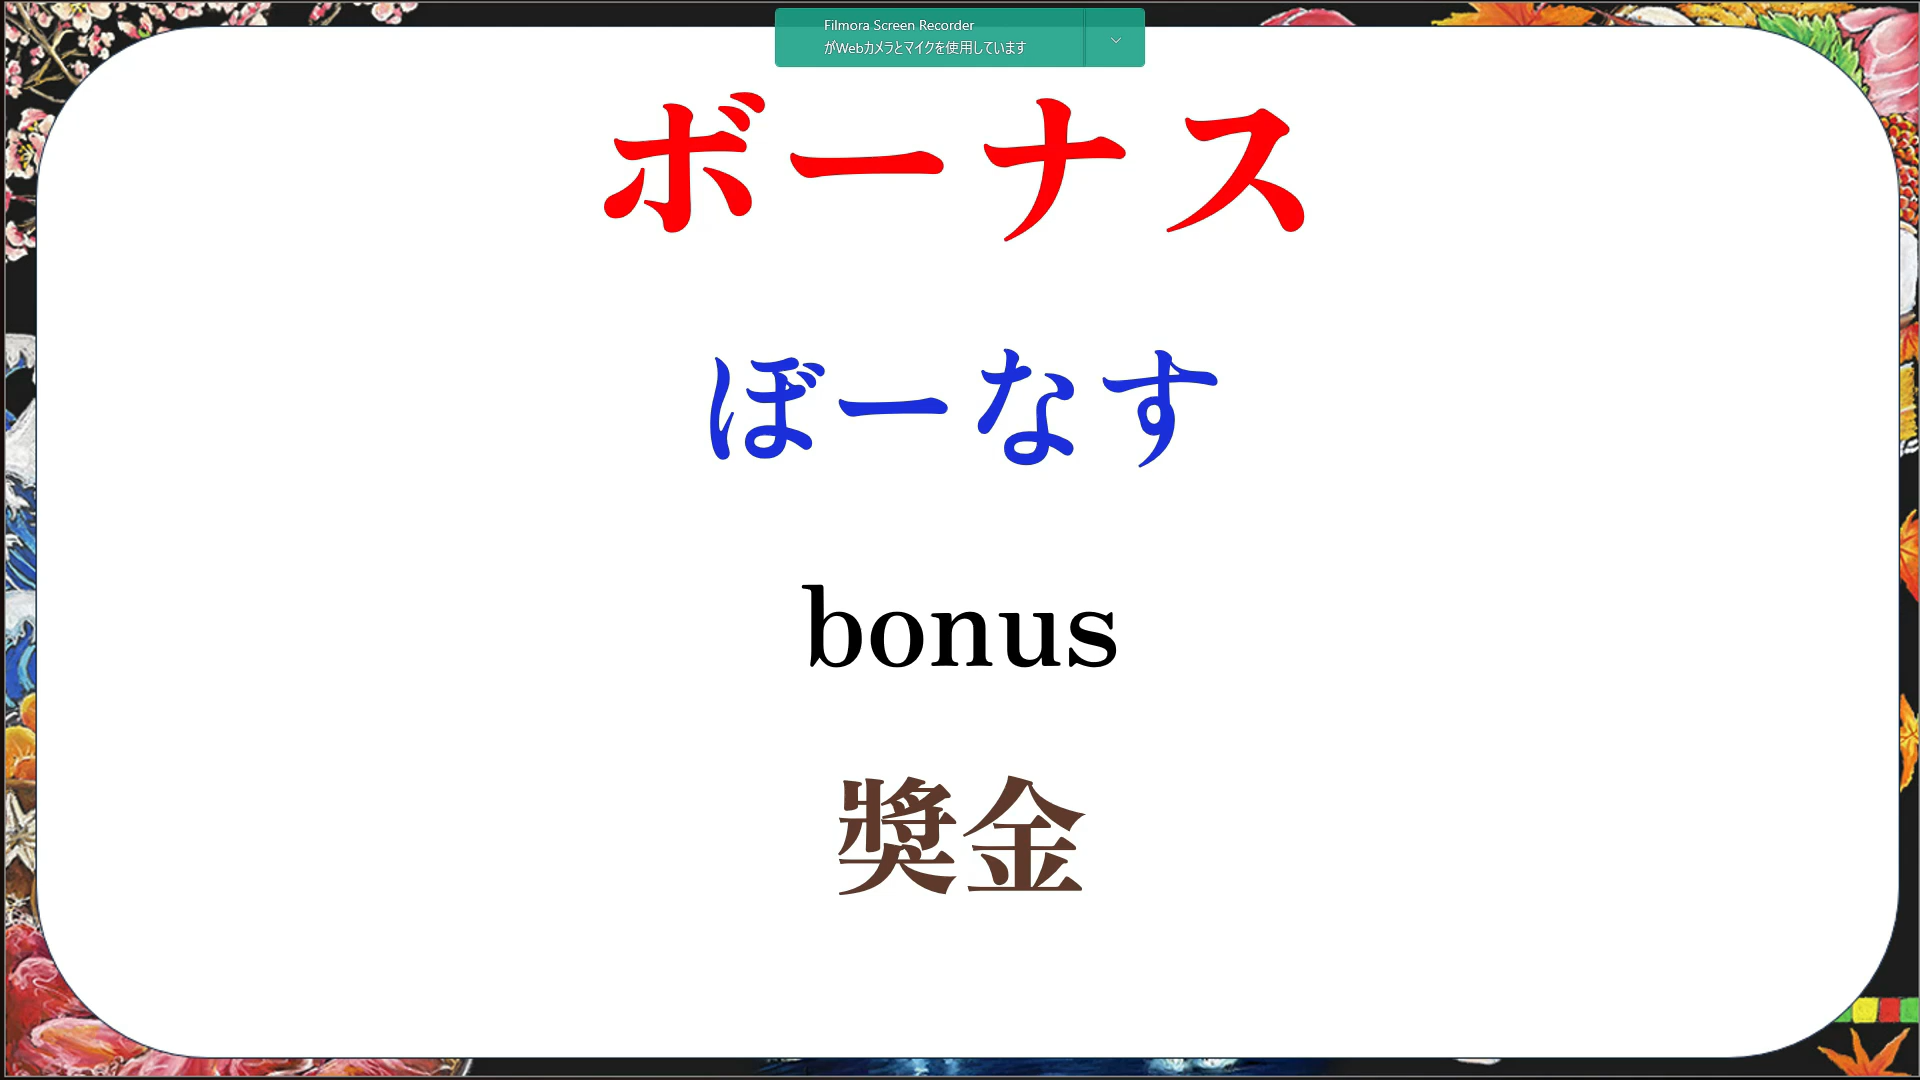 Filmora Screen Recorder
がWebカメラとマイクを使用しています
ボーナス
ぼーなす
bonus
奬金